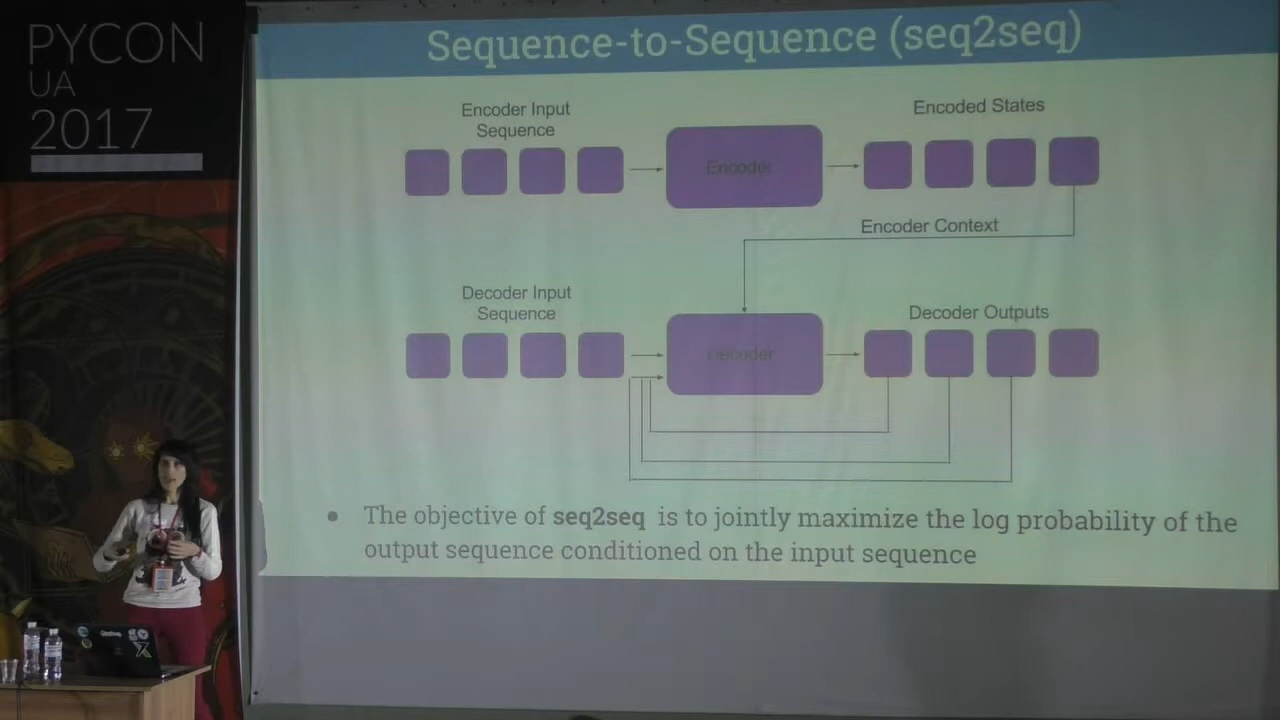 PYCON
UA
2017
Sequence-to-Sequence (seq2seq)
Encoder Input
Sequence
Encoder
Encoded States
Encoder Context
Decoder Input
Sequence
Decoder
Decoder Outputs
• The objective of seq2seq is to jointly maximize the log probability of the
output sequence conditioned on the input sequence